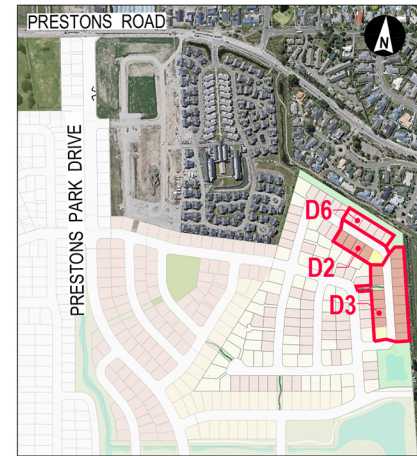 PRESTONS ROAD
N
PRESTONS PARK DRIVE
D6
D2
D3